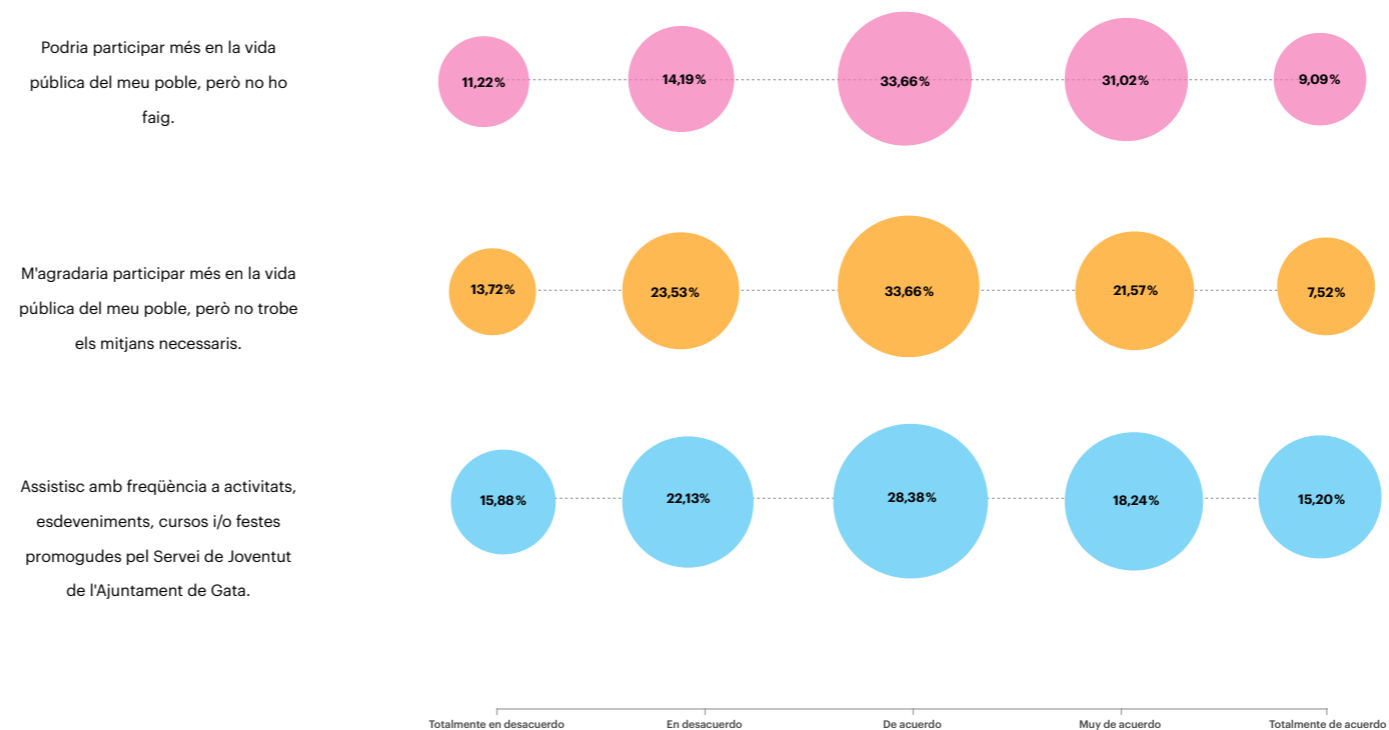 Podria participar més en la vida
pública del meu poble, però no ho
faig.
11,22%
14,19%
33,66%
31,02%
9,09%
M'agradaria participar més en la vida
pública del meu poble, però no trobe
els mitjans necessaris.
13,72%
23,53%
33,66%
21,57%
7,52%
Assistisc amb freqüència a activitats,
esdeveniments, cursos i/o festes
promogudes pel Servei de Joventut
de l'Ajuntament de Gata.
15,88%
22,13%
28,38%
18,24%
15,20%
Totalmente en desacuerdo
En desacuerdo
De acuerdo
Muy de acuerdo
Totalmente de acuerdo